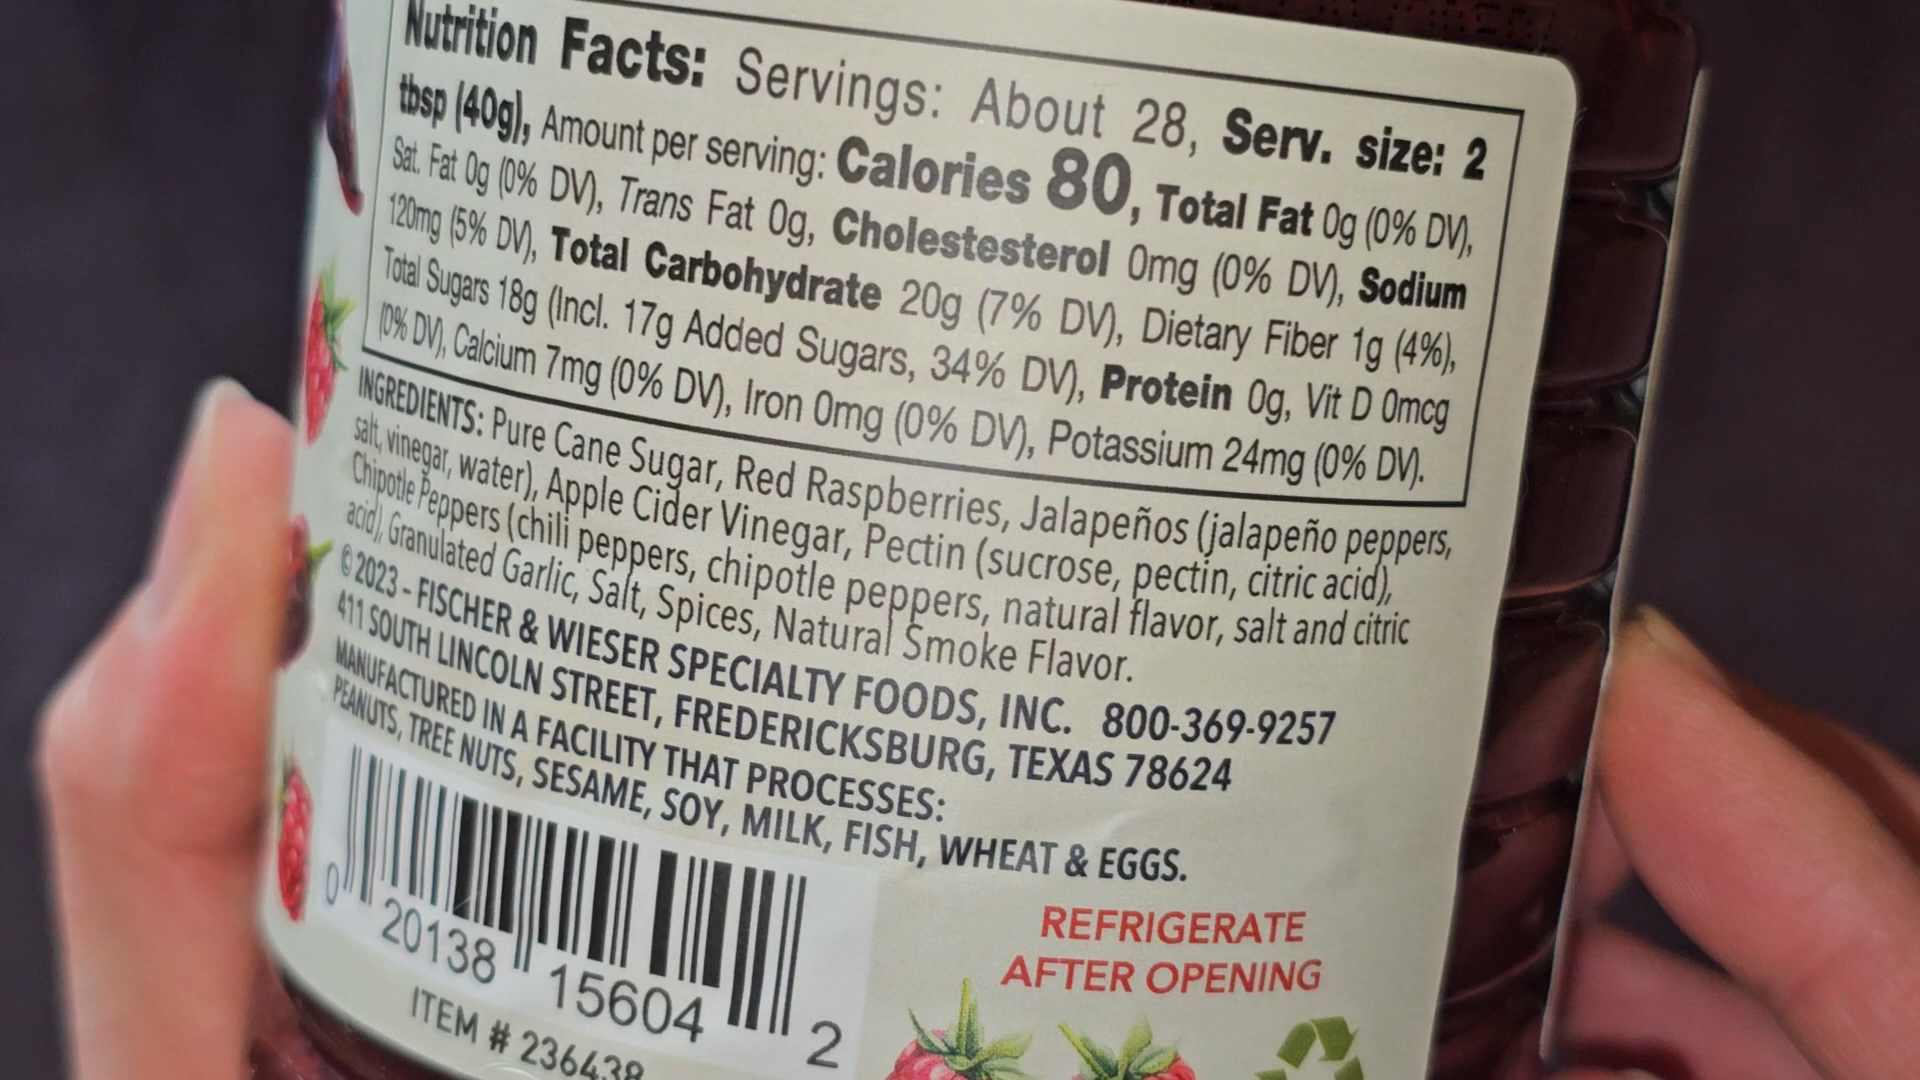 Nutrition Facts: Servings: About 28, Serv. size: 2
tbsp (40g), Amount per serving: Calories 80, Total Fat 0g (0% DV),
Sat. Fat 0g (0% DV), Trans Fat 0g, Cholestesterol 0mg (0% DV), Sodium
120mg (5% DV), Total Carbohydrate 20g (7% DV), Dietary Fiber 1g (4%),
Total Sugars 18g (Incl. 17g Added Sugars, 34% DV), Protein 0g, Vit D 0mcg
(0% DV), Calcium 7mg (0% DV), Iron 0mg (0% DV), Potassium 24mg (0% DV).
INGREDIENTS: Pure Cane Sugar, Red Raspberries, Jalapeños (jalapeño peppers,
salt, vinegar, water), Apple Cider Vinegar, Pectin (sucrose, pectin, citric acid),
Chipotle Peppers (chili peppers, chipotle peppers, natural flavor, salt and citric
acid), Granulated Garlic, Salt, Spices, Natural Smoke Flavor.
©2023 - FISCHER & WIESER SPECIALTY FOODS, INC. 800-369-9257
411 SOUTH LINCOLN STREET, FREDERICKSBURG, TEXAS 78624
MANUFACTURED IN A FACILITY THAT PROCESSES:
PEANUTS, TREE NUTS, SESAME, SOY, MILK, FISH, WHEAT & EGGS.
REFRIGERATE
AFTER OPENING
0 20138 15604 2
ITEM # 236438